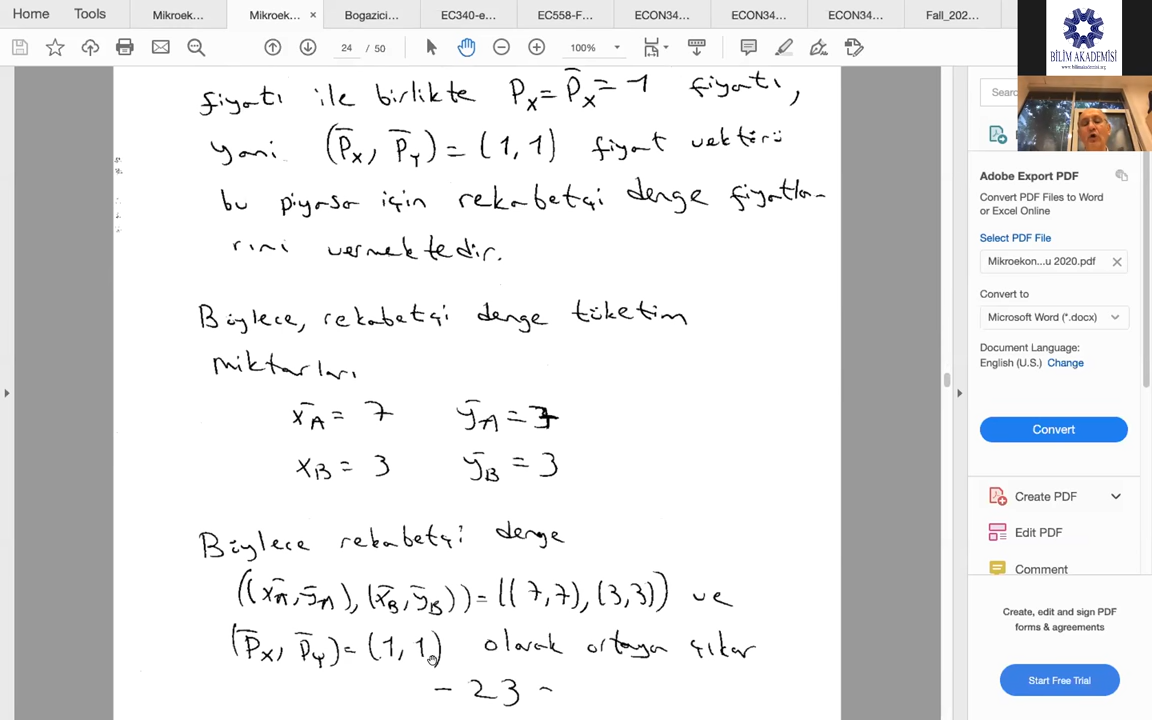 Home Tools Mikroek... Mikroek... × Bogazici... EC340-e... EC558-F... ECON34... ECON34... ECON34... Fall_202...
BİLİM AKADEMİSİ
www.bilimakademisi.org
24 / 50 100%
fiyatı ile birlikte Px = P̄x = 1 fiyatı,
yani (P̄x, P̄y) = (1, 1) fiyat vektörü
bu piyasa için rekabetçi denge fiyatla-
rını vermektedir.
Böylece, rekabetçi denge tüketim
miktarları
x̄A = 7 ȳA = 7
xB = 3 ȳB = 3
Böylece rekabetçi denge
((x̄A, ȳA), (x̄B, ȳB)) = ((7,7), (3,3)) ve
(P̄x, P̄y) = (1, 1) olarak ortaya çıkar
- 23 -
Searc
Adobe Export PDF
Convert PDF Files to Word
or Excel Online
Select PDF File
Mikroekon...u 2020.pdf ×
Convert to
Microsoft Word (*.docx)
Document Language:
English (U.S.) Change
Convert
Create PDF
Edit PDF
Comment
Create, edit and sign PDF
forms & agreements
Start Free Trial